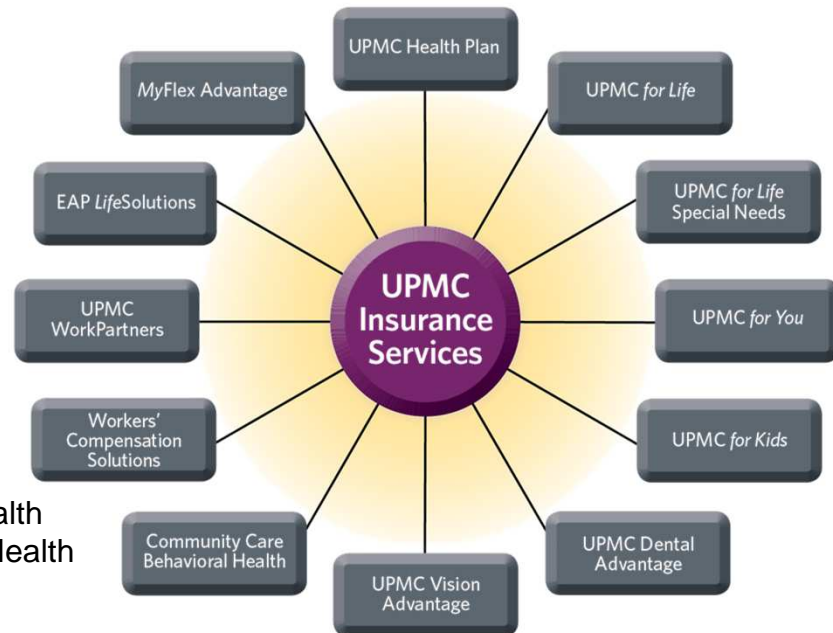 UPMC Health Plan
MyFlex Advantage
UPMC for Life
EAP LifeSolutions
UPMC for Life
Special Needs
UPMC
Insurance
Services
UPMC
WorkPartners
UPMC for You
Workers'
Compensation
Solutions
UPMC for Kids
Community Care
Behavioral Health
UPMC Vision
Advantage
UPMC Dental
Advantage